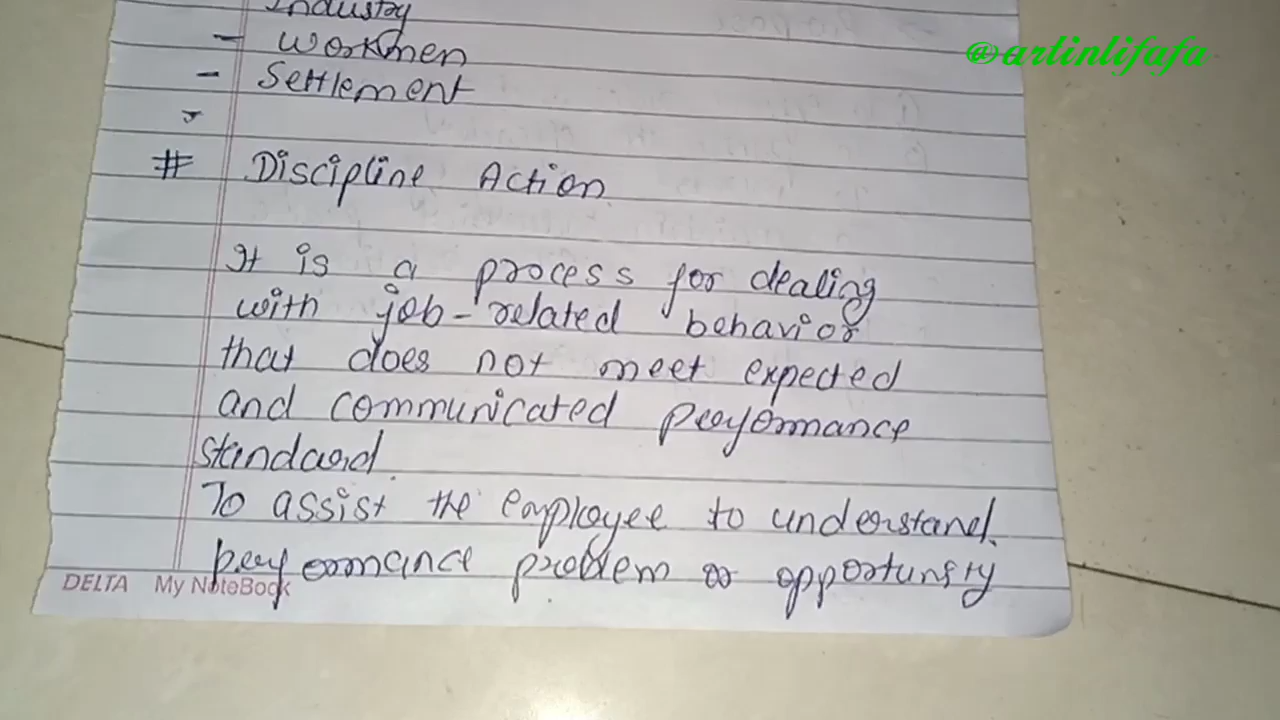 Industry
- Workmen
@artinlifafa
- Settlement
# Discipline Action.
It is a process for dealing
with job-related behavior
that does not meet expected
and communicated performance
standard.
To assist the employee to understand.
performance problem or opportunity
DELTA My NoteBook